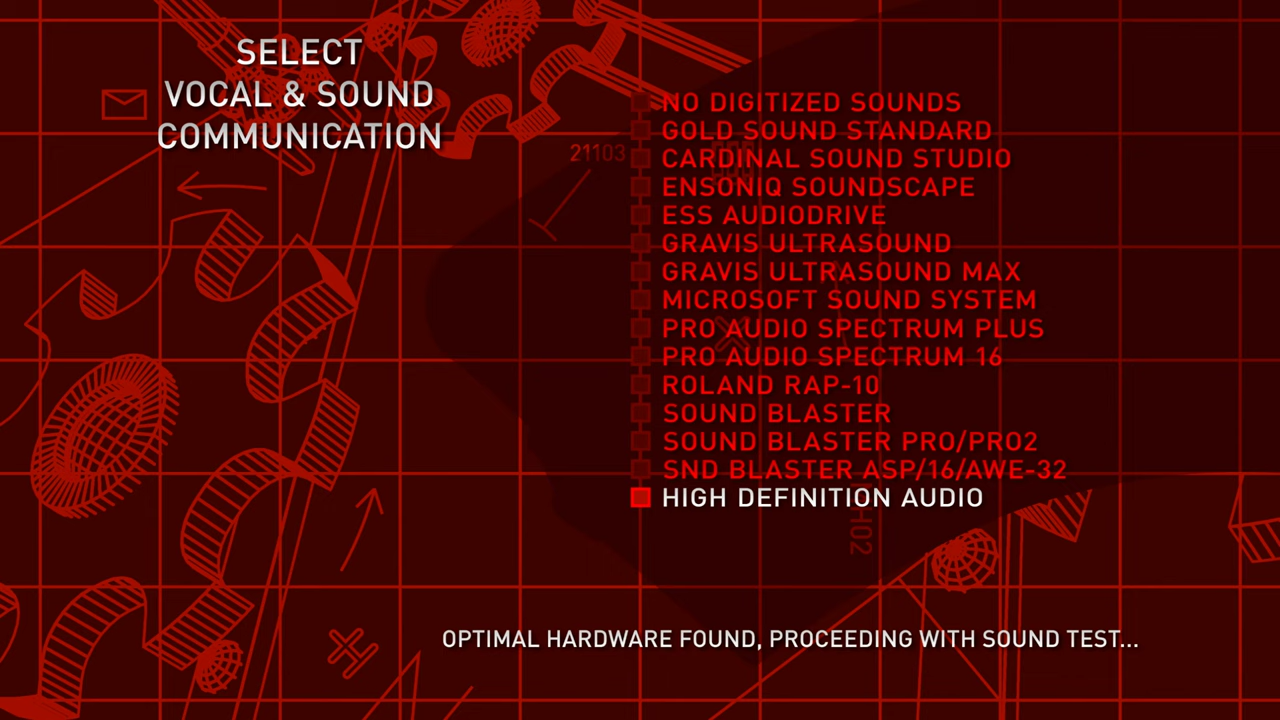 SELECT
VOCAL & SOUND
COMMUNICATION
21103
NO DIGITIZED SOUNDS
GOLD SOUND STANDARD
CARDINAL SOUND STUDIO
ENSONIQ SOUNDSCAPE
ESS AUDIODRIVE
GRAVIS ULTRASOUND
GRAVIS ULTRASOUND MAX
MICROSOFT SOUND SYSTEM
PRO AUDIO SPECTRUM PLUS
PRO AUDIO SPECTRUM 16
ROLAND RAP-10
SOUND BLASTER
SOUND BLASTER PRO/PRO2
SND BLASTER ASP/16/AWE-32
HIGH DEFINITION AUDIO
OPTIMAL HARDWARE FOUND, PROCEEDING WITH SOUND TEST...